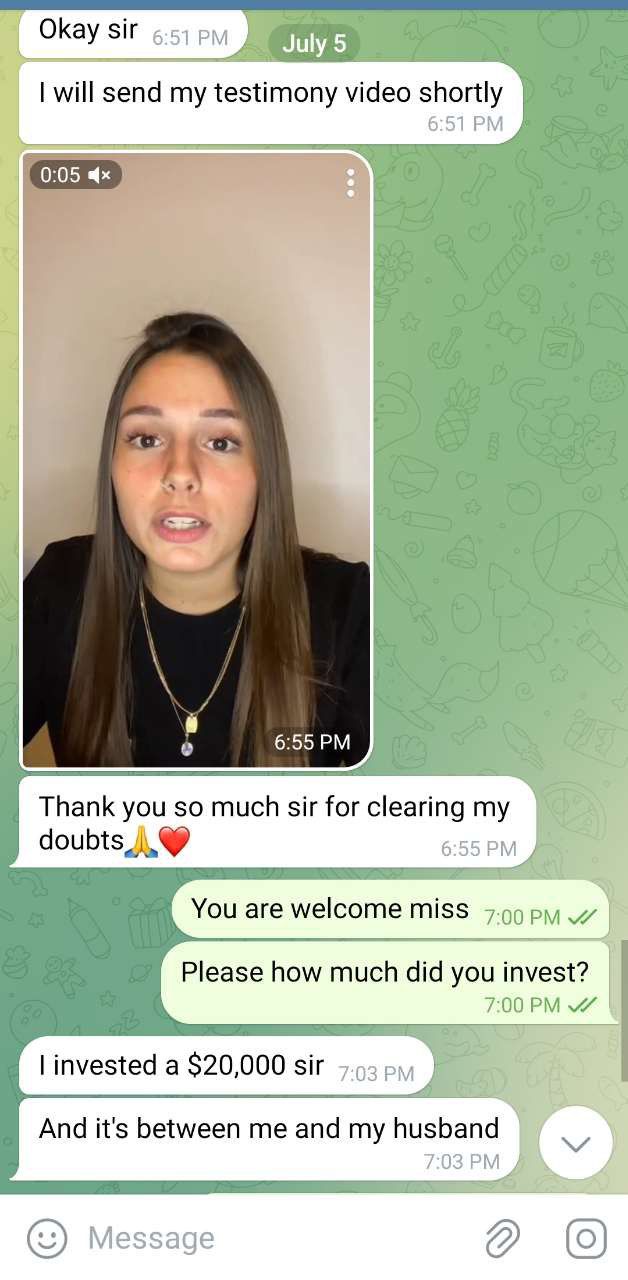 Okay sir 6:51 PM
July 5
I will send my testimony video shortly
6:51 PM
0:05
6:55 PM
Thank you so much sir for clearing my
doubts🙏❤️ 6:55 PM
You are welcome miss 7:00 PM
Please how much did you invest?
7:00 PM
I invested a $20,000 sir 7:03 PM
And it's between me and my husband
7:03 PM
Message